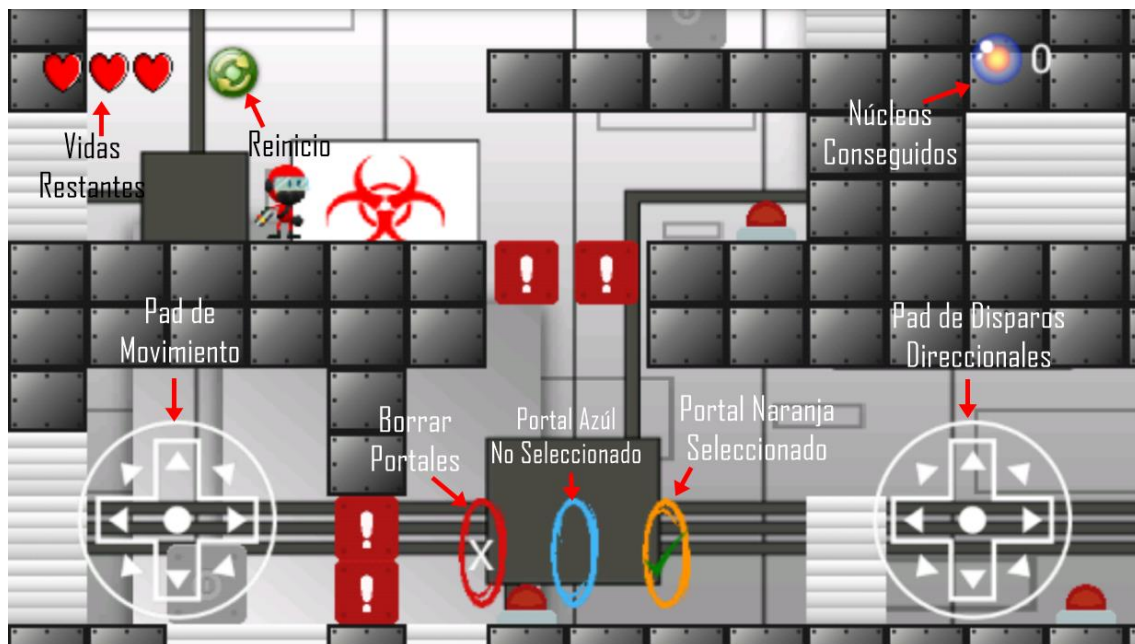 0
Vidas
Restantes
Reinicio
Núcleos
Conseguidos
!
!
Pad de
Movimiento
Pad de Disparos
Direccionales
Borrar
Portales
Portal Azúl
No Seleccionado
Portal Naranja
Seleccionado
!
X
!